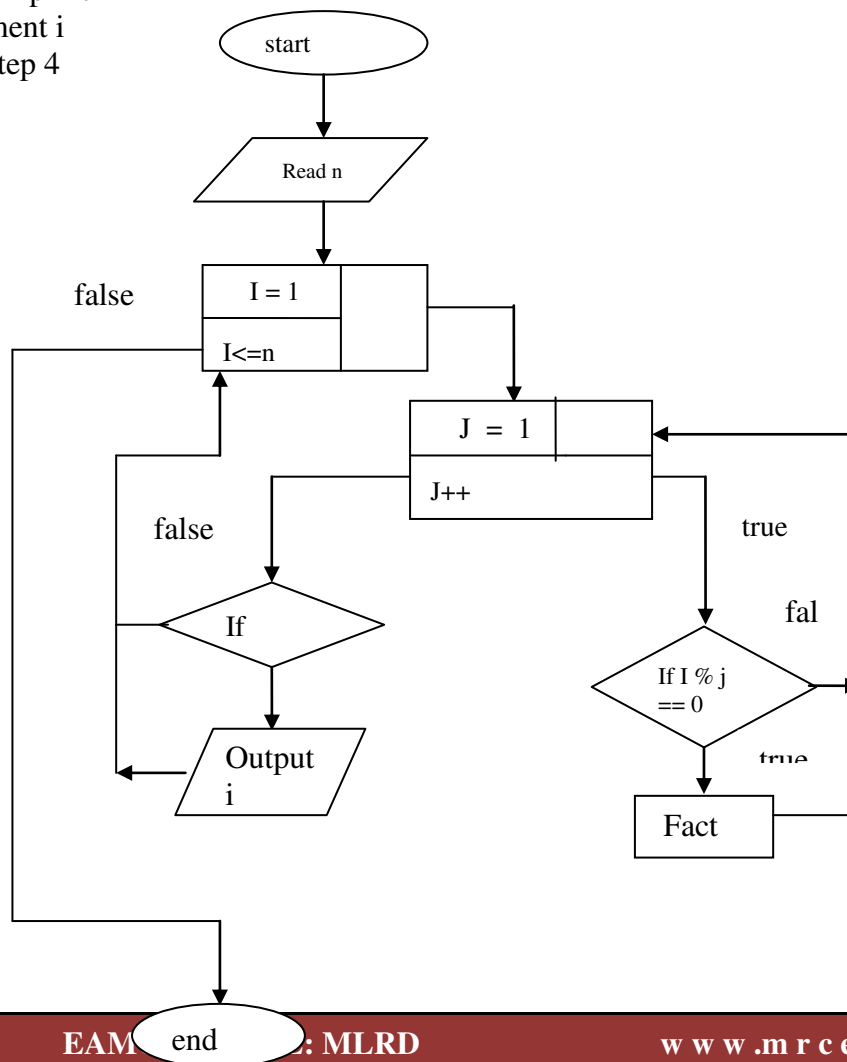 ment i
tep 4
start
Read n
false
I = 1
I<=n
J = 1
J++
false
true
If
fal
If I % j
== 0
true
Output
i
Fact
end
EAM : MLRD w w w .m r c e